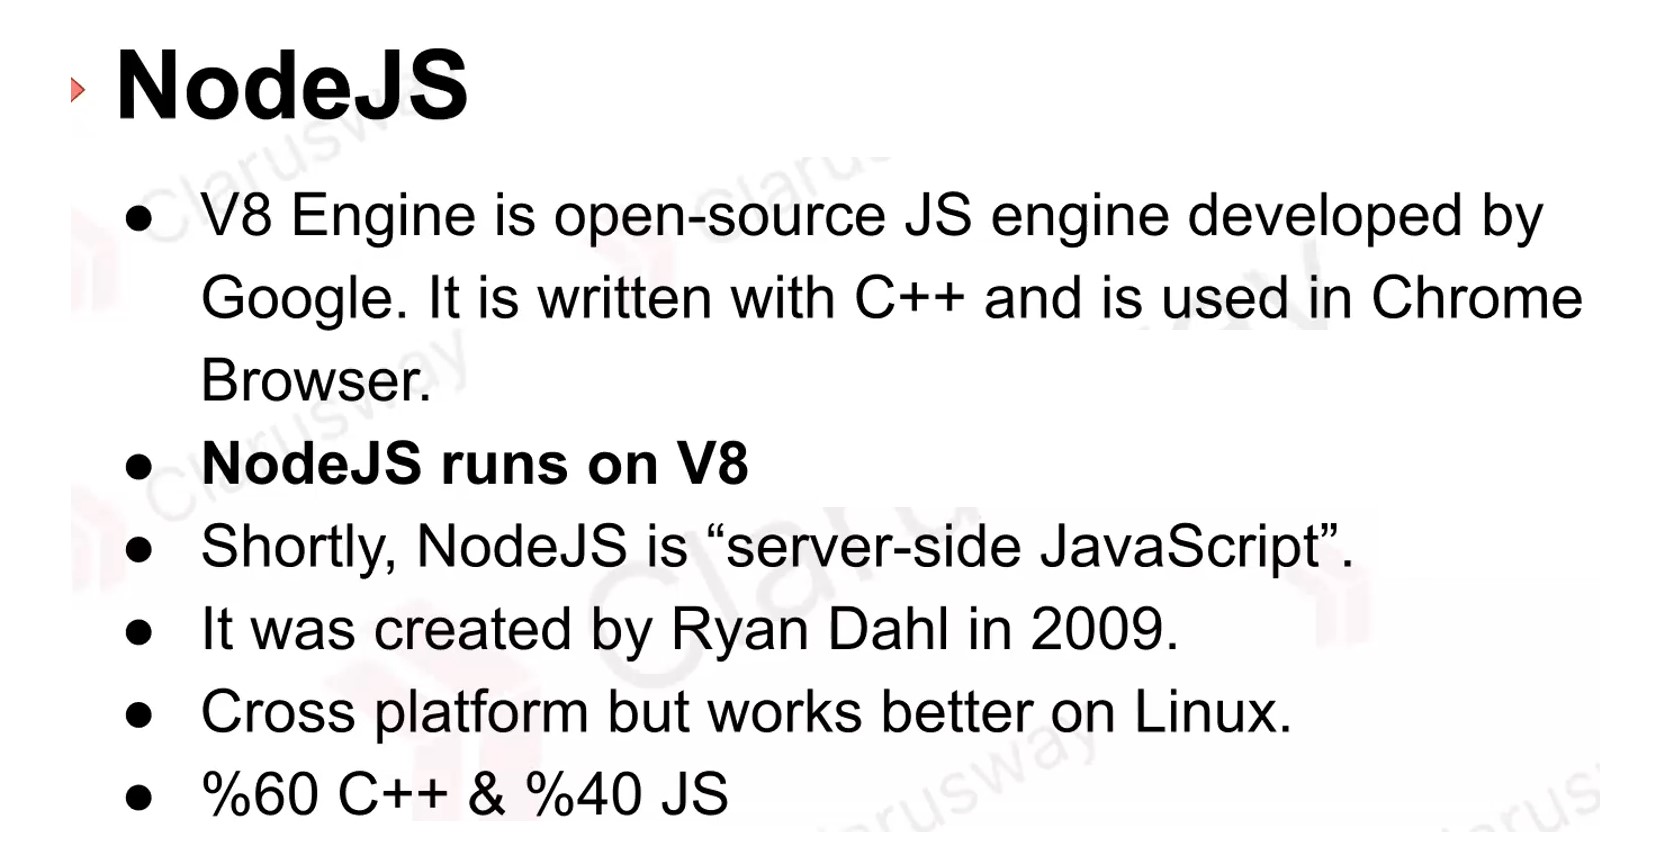 NodeJS
● V8 Engine is open-source JS engine developed by
Google. It is written with C++ and is used in Chrome
Browser.
● NodeJS runs on V8
● Shortly, NodeJS is “server-side JavaScript”.
● It was created by Ryan Dahl in 2009.
● Cross platform but works better on Linux.
● %60 C++ & %40 JS
Clarusway
Clarusway